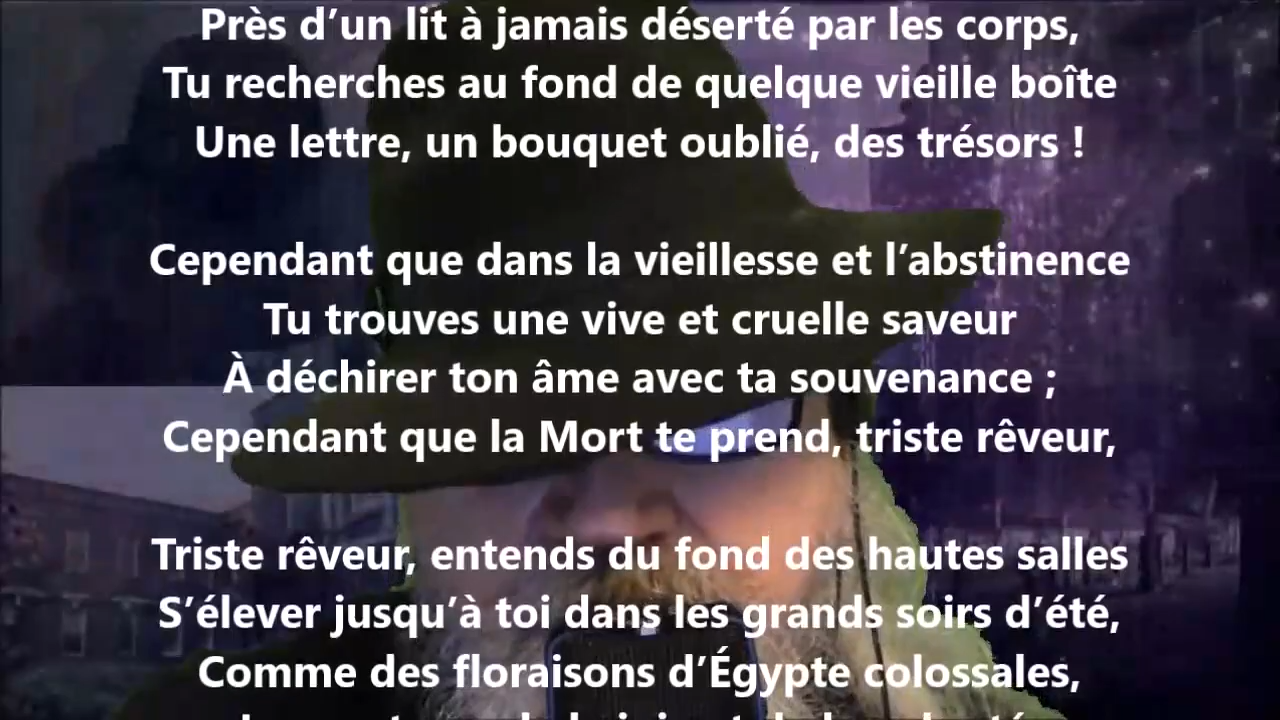 Près d’un lit à jamais déserté par les corps,
Tu recherches au fond de quelque vieille boîte
Une lettre, un bouquet oublié, des trésors !
Cependant que dans la vieillesse et l’abstinence
Tu trouves une vive et cruelle saveur
À déchirer ton âme avec ta souvenance ;
Cependant que la Mort te prend, triste rêveur,
Triste rêveur, entends du fond des hautes salles
S’élever jusqu’à toi dans les grands soirs d’été,
Comme des floraisons d’Égypte colossales,